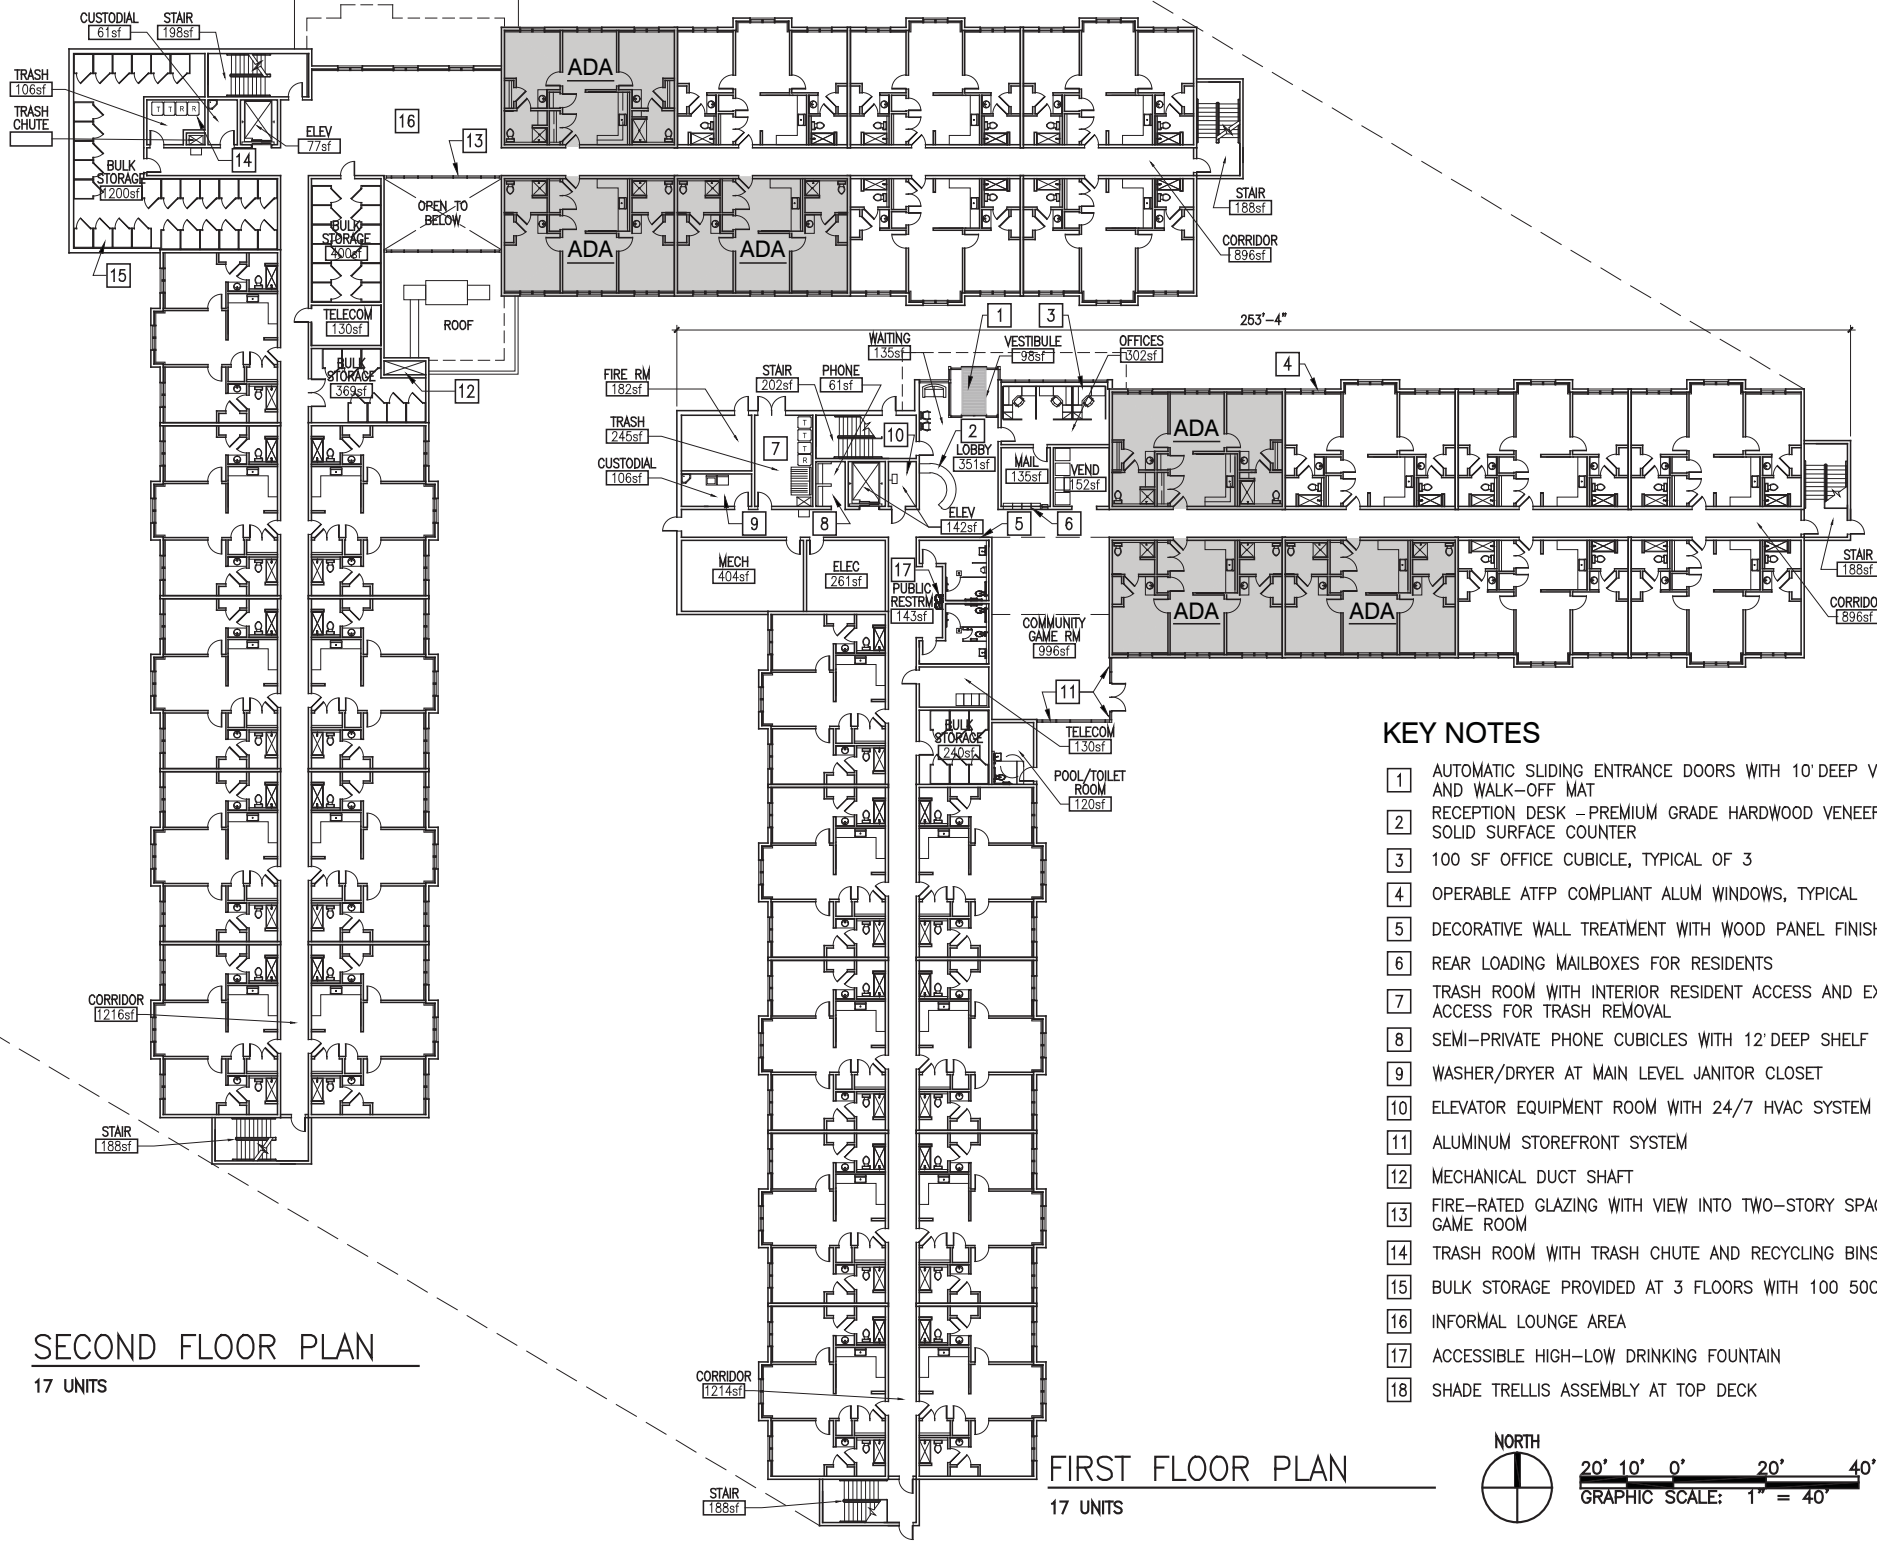 CUSTODIAL
61sf
STAIR
198sf
TRASH
106sf
TRASH
CHUTE
T T R R
ELEV
77sf
14
BULK
STORAGE
1200sf
15
16
13
ADA
STAIR
188sf
CORRIDOR
896sf
OPEN TO
BELOW
BULK
STORAGE
400sf
ADA
ADA
TELECOM
130sf
ROOF
BULK
STORAGE
369sf
12
CORRIDOR
1216sf
STAIR
188sf
SECOND FLOOR PLAN
17 UNITS
253'-4"
1
3
WAITING
135sf
VESTIBULE
98sf
OFFICES
302sf
4
FIRE RM
182sf
STAIR
202sf
PHONE
61sf
TRASH
245sf
7
T
T
T
R
10
2
LOBBY
351sf
CUSTODIAL
106sf
MAIL
135sf
VEND
152sf
ADA
9
8
ELEV
142sf
5
6
MECH
404sf
ELEC
261sf
17
PUBLIC
RESTRM
143sf
COMMUNITY
GAME RM
996sf
ADA
ADA
STAIR
188sf
CORRIDO
896sf
11
BULK
STORAGE
240sf
TELECOM
130sf
POOL/TOILET
ROOM
120sf
CORRIDOR
1214sf
STAIR
188sf
FIRST FLOOR PLAN
17 UNITS
KEY NOTES
1 AUTOMATIC SLIDING ENTRANCE DOORS WITH 10' DEEP V
AND WALK-OFF MAT
2 RECEPTION DESK -PREMIUM GRADE HARDWOOD VENEER
SOLID SURFACE COUNTER
3 100 SF OFFICE CUBICLE, TYPICAL OF 3
4 OPERABLE ATFP COMPLIANT ALUM WINDOWS, TYPICAL
5 DECORATIVE WALL TREATMENT WITH WOOD PANEL FINISH
6 REAR LOADING MAILBOXES FOR RESIDENTS
7 TRASH ROOM WITH INTERIOR RESIDENT ACCESS AND EX
ACCESS FOR TRASH REMOVAL
8 SEMI-PRIVATE PHONE CUBICLES WITH 12' DEEP SHELF
9 WASHER/DRYER AT MAIN LEVEL JANITOR CLOSET
10 ELEVATOR EQUIPMENT ROOM WITH 24/7 HVAC SYSTEM
11 ALUMINUM STOREFRONT SYSTEM
12 MECHANICAL DUCT SHAFT
13 FIRE-RATED GLAZING WITH VIEW INTO TWO-STORY SPAC
GAME ROOM
14 TRASH ROOM WITH TRASH CHUTE AND RECYCLING BINS
15 BULK STORAGE PROVIDED AT 3 FLOORS WITH 100 500
16 INFORMAL LOUNGE AREA
17 ACCESSIBLE HIGH-LOW DRINKING FOUNTAIN
18 SHADE TRELLIS ASSEMBLY AT TOP DECK
NORTH
20' 10' 0' 20' 40'
GRAPHIC SCALE: 1" = 40'